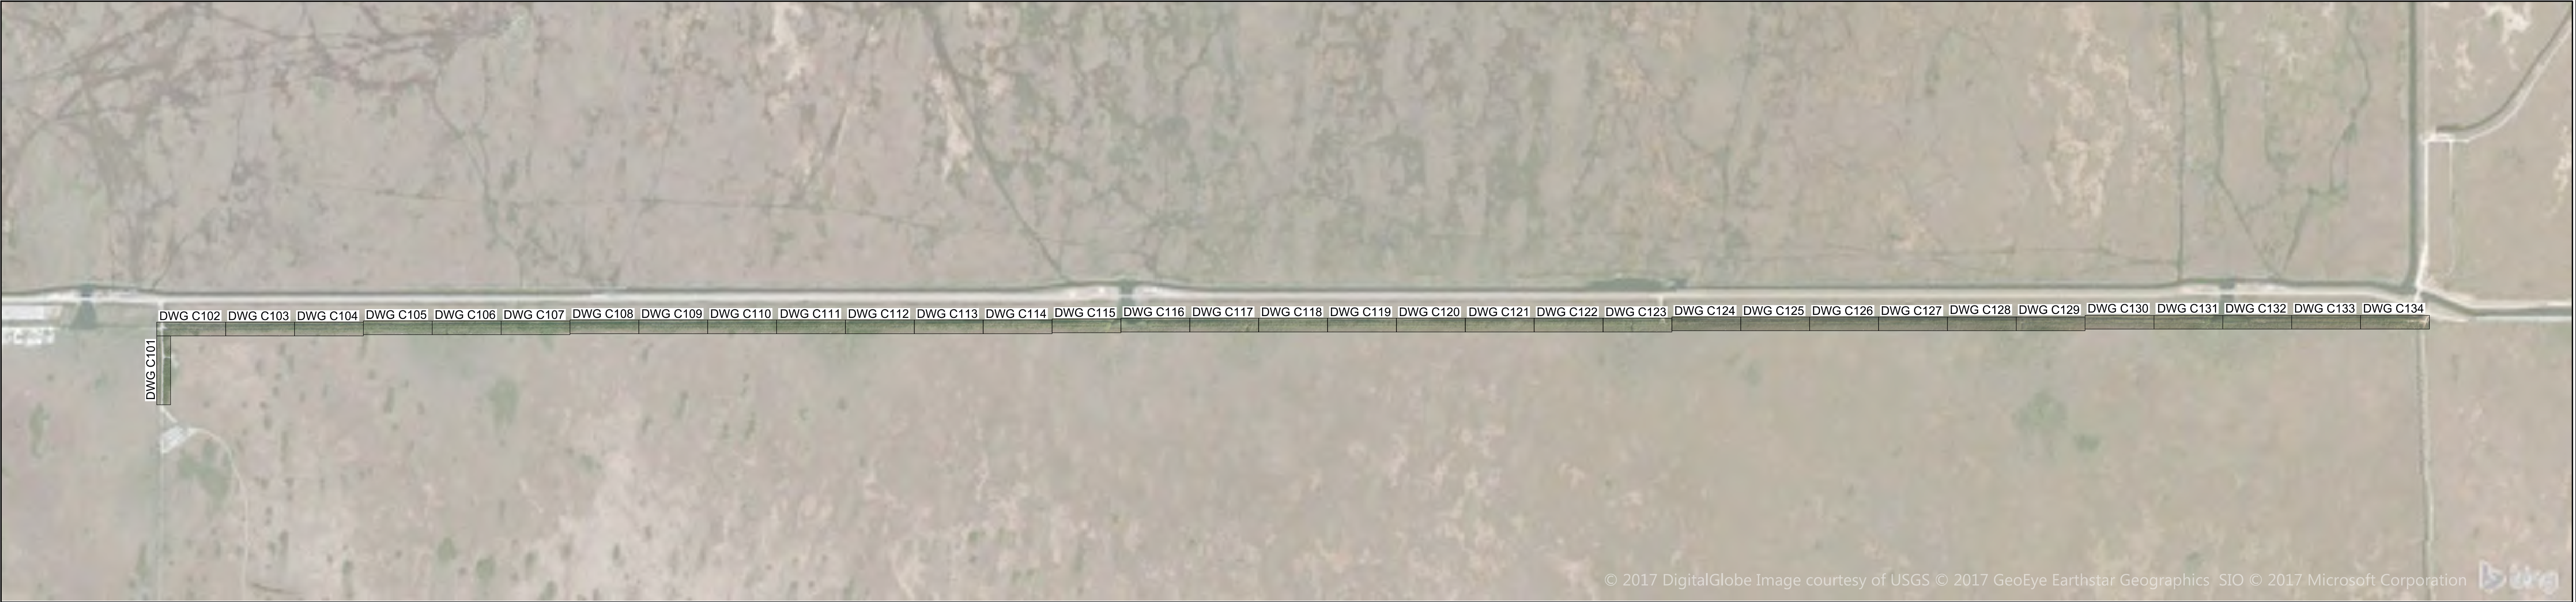 DWG C102
DWG C103
DWG C104
DWG C105
DWG C106
DWG C107
DWG C108
DWG C109
DWG C110
DWG C111
DWG C112
DWG C113
DWG C114
DWG C115
DWG C116
DWG C117
DWG C118
DWG C119
DWG C120
DWG C121
DWG C122
DWG C123
DWG C124
DWG C125
DWG C126
DWG C127
DWG C128
DWG C129
DWG C130
DWG C131
DWG C132
DWG C133
DWG C134
DWG C101
© 2017 DigitalGlobe Image courtesy of USGS © 2017 GeoEye Earthstar Geographics SIO © 2017 Microsoft Corporation
bing